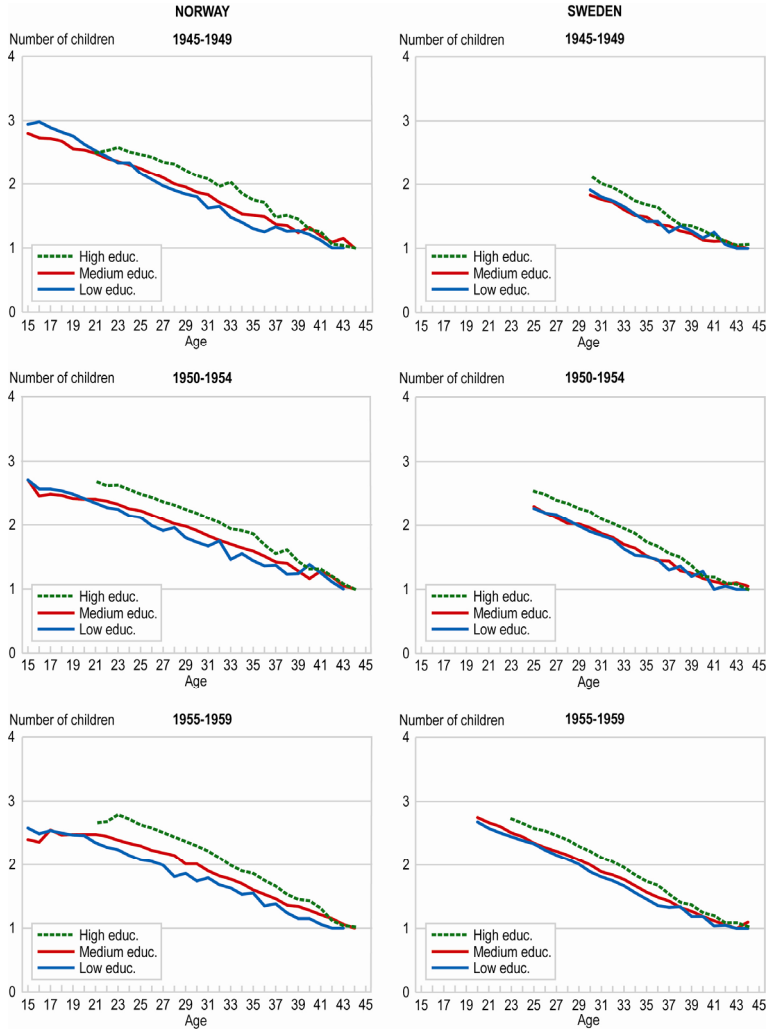 NORWAY SWEDEN
Number of children 1945-1949 Number of children 1945-1949
4 4
3 3
2 2
1 1
High educ. High educ.
Medium educ. Medium educ.
Low educ. Low educ.
0 0
15 17 19 21 23 25 27 29 31 33 35 37 39 41 43 45 15 17 19 21 23 25 27 29 31 33 35 37 39 41 43 45
Age Age
Number of children 1950-1954 Number of children 1950-1954
4 4
3 3
2 2
1 1
High educ. High educ.
Medium educ. Medium educ.
Low educ. Low educ.
0 0
15 17 19 21 23 25 27 29 31 33 35 37 39 41 43 45 15 17 19 21 23 25 27 29 31 33 35 37 39 41 43 45
Age Age
Number of children 1955-1959 Number of children 1955-1959
4 4
3 3
2 2
1 1
High educ. High educ.
Medium educ. Medium educ.
Low educ. Low educ.
0 0
15 17 19 21 23 25 27 29 31 33 35 37 39 41 43 45 15 17 19 21 23 25 27 29 31 33 35 37 39 41 43 45
Age Age